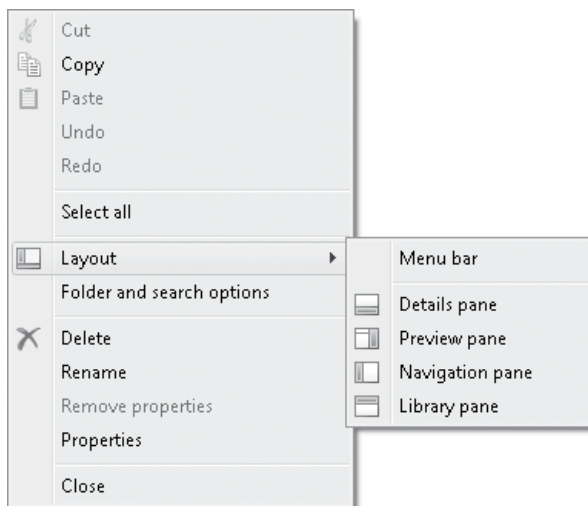 Cut
Copy
Paste
Undo
Redo
Select all
Layout
Folder and search options
Delete
Rename
Remove properties
Properties
Close
Menu bar
Details pane
Preview pane
Navigation pane
Library pane